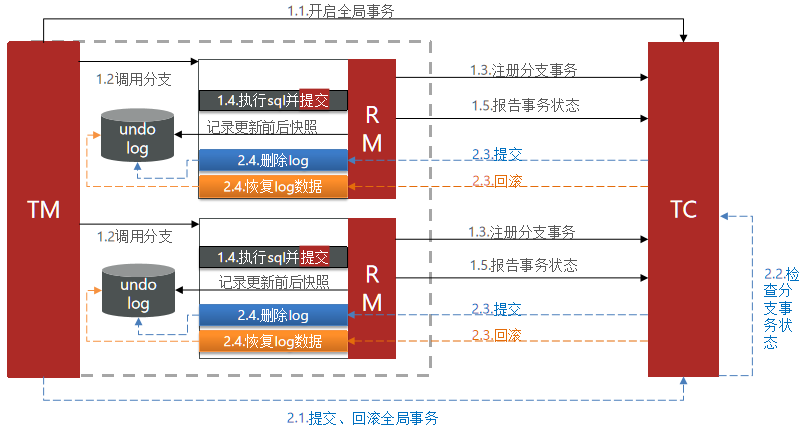 1.1.开启全局事务
TM
TC
1.2调用分支
RM
1.3.注册分支事务
1.4.执行sql并提交
1.5.报告事务状态
undo
log
记录更新前后快照
2.3.提交
2.4.删除log
2.3.回滚
2.4.恢复log数据
1.2调用分支
RM
1.3.注册分支事务
1.4.执行sql并提交
1.5.报告事务状态
undo
log
记录更新前后快照
2.3.提交
2.4.删除log
2.3.回滚
2.4.恢复log数据
2.2.检
查分
支事
务状
态
2.1.提交、回滚全局事务